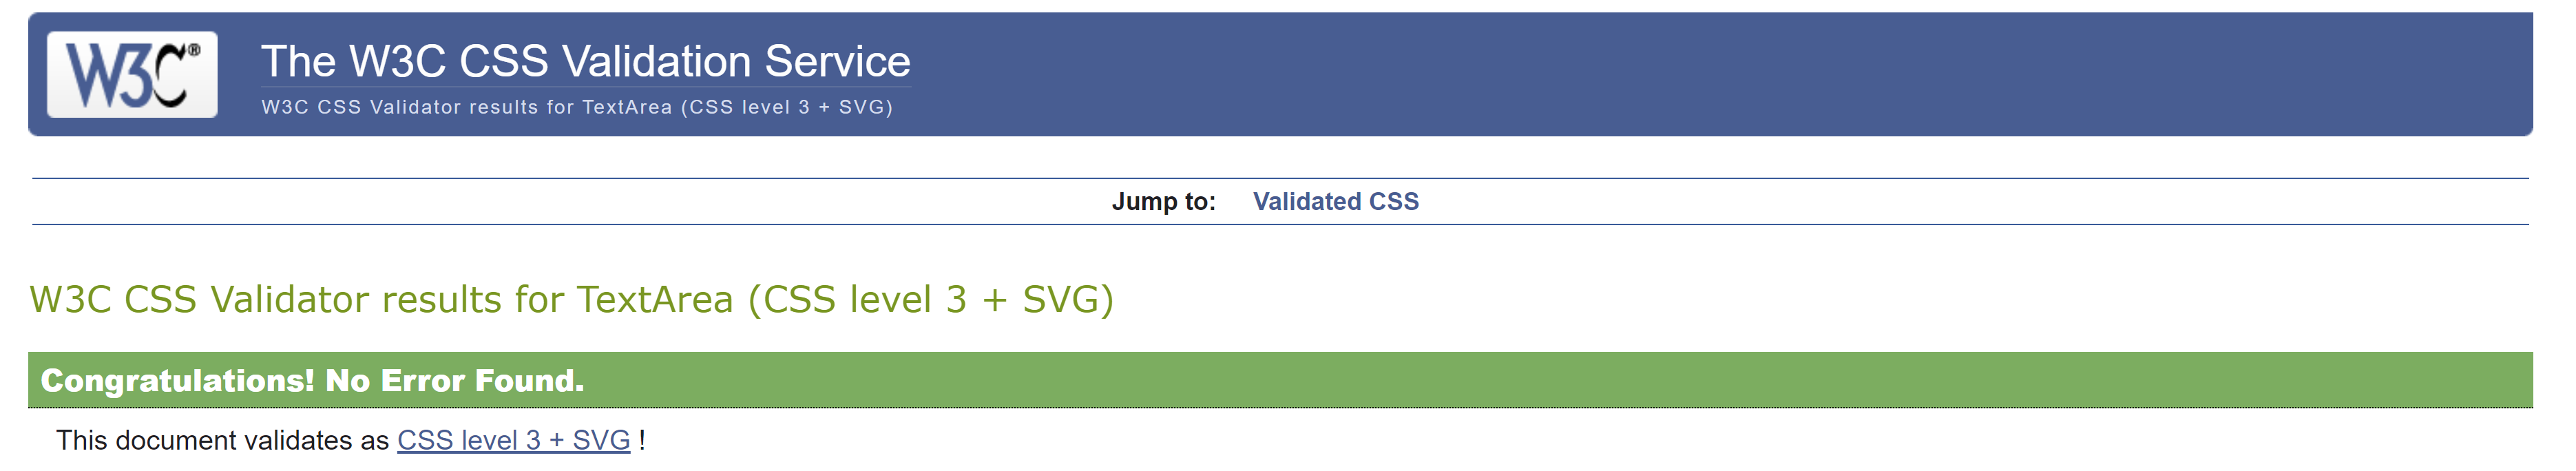 W3C®
The W3C CSS Validation Service
W3C CSS Validator results for TextArea (CSS level 3 + SVG)
Jump to: Validated CSS
W3C CSS Validator results for TextArea (CSS level 3 + SVG)
Congratulations! No Error Found.
This document validates as CSS level 3 + SVG !